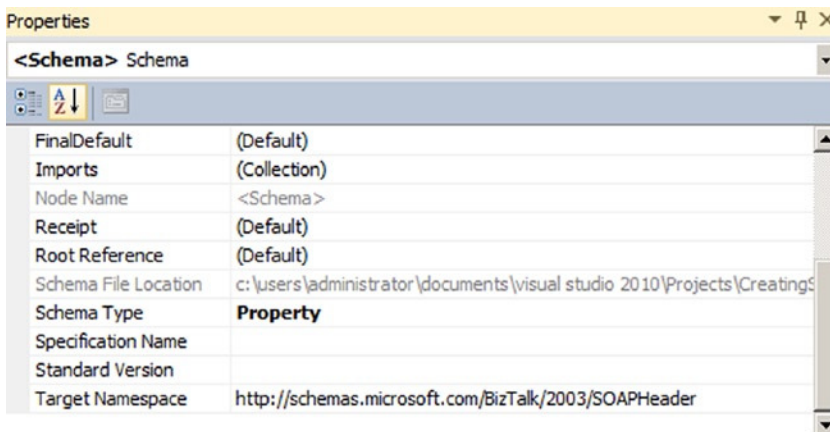 Properties
<Schema> Schema
FinalDefault (Default)
Imports (Collection)
Node Name <Schema>
Receipt (Default)
Root Reference (Default)
Schema File Location c:\users\administrator\documents\visual studio 2010\Projects\CreatingS
Schema Type Property
Specification Name
Standard Version
Target Namespace http://schemas.microsoft.com/BizTalk/2003/SOAPHeader